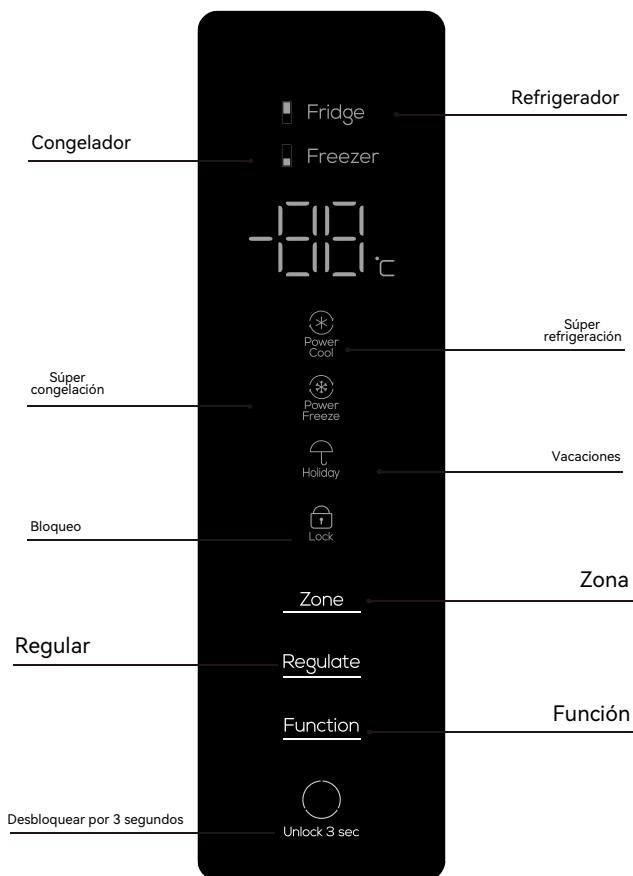 Fridge
Refrigerador
Congelador
Freezer
-88°C
Power
Cool
Súper
refrigeración
Súper
congelación
Power
Freeze
Holiday
Vacaciones
Bloqueo
Lock
Zone
Zona
Regular
Regulate
Function
Función
Desbloquear por 3 segundos
Unlock 3 sec